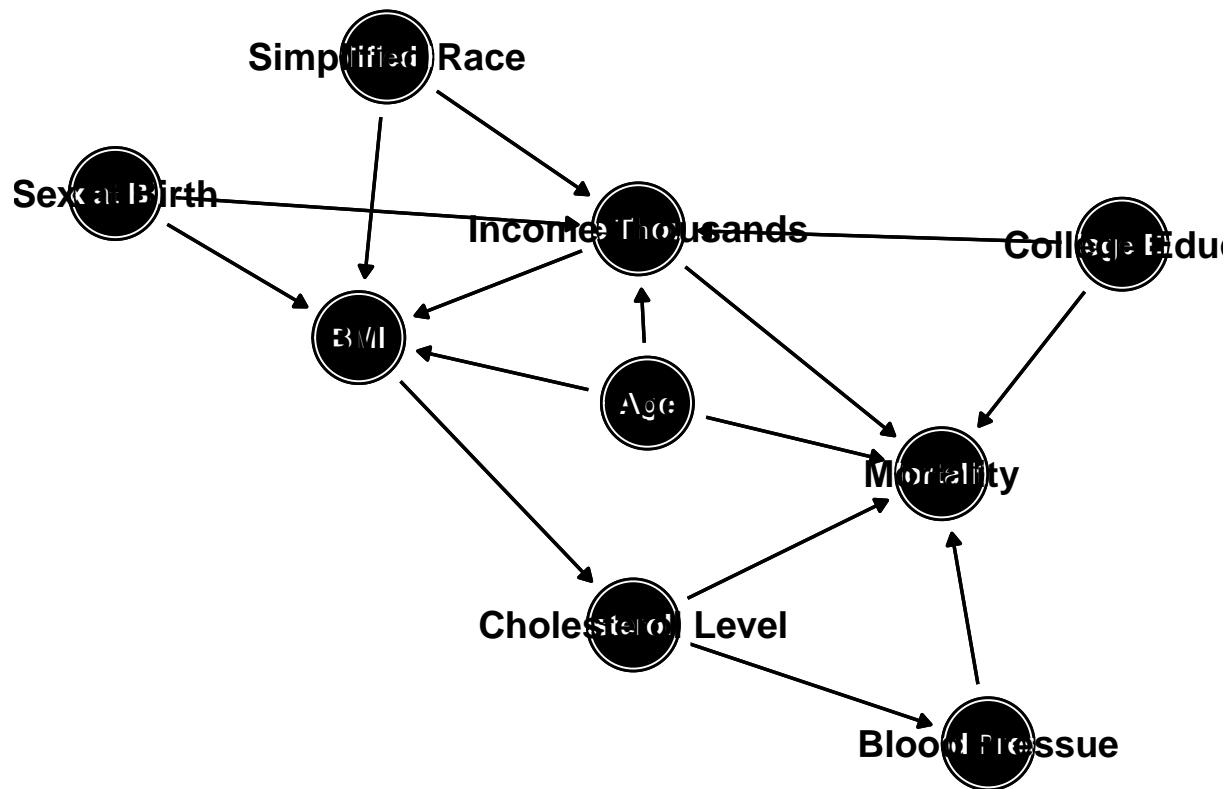 Simplified Race
Sex at Birth
Income Thousands
College Educ
BMI
Age
Mortality
Cholesterol Level
Blood Pressue